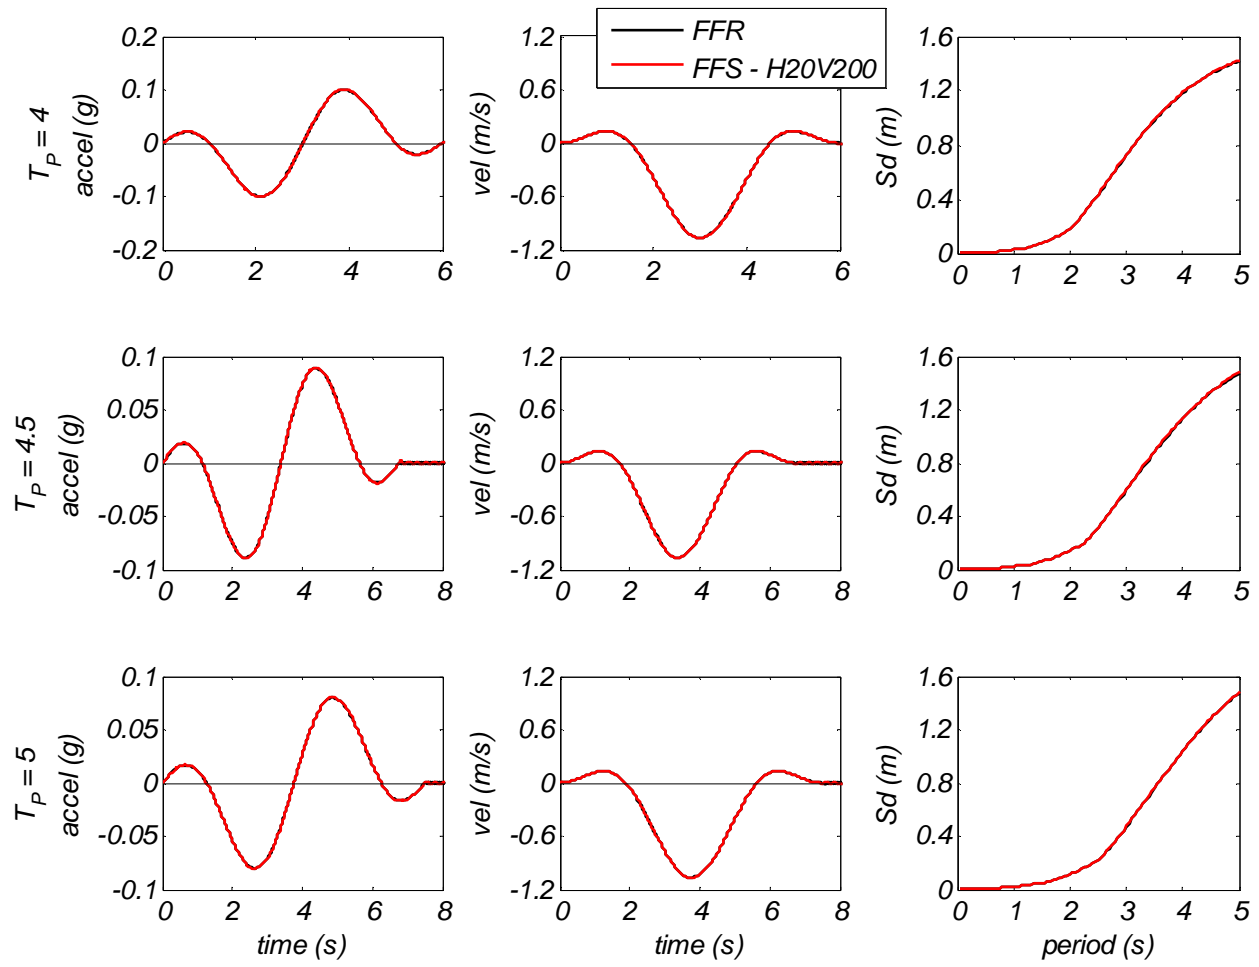 FFR
FFS - H20V200
T_P = 4
accel (g)
0.2
0.1
0
-0.1
-0.2
0 2 4 6
vel (m/s)
1.2
0.6
0
-0.6
-1.2
0 2 4 6
Sd (m)
1.6
1.2
0.8
0.4
0
0 1 2 3 4 5
T_P = 4.5
accel (g)
0.1
0.05
0
-0.05
-0.1
0 2 4 6 8
vel (m/s)
1.2
0.6
0
-0.6
-1.2
0 2 4 6 8
Sd (m)
1.6
1.2
0.8
0.4
0
0 1 2 3 4 5
T_P = 5
accel (g)
0.1
0.05
0
-0.05
-0.1
0 2 4 6 8
time (s)
vel (m/s)
1.2
0.6
0
-0.6
-1.2
0 2 4 6 8
time (s)
Sd (m)
1.6
1.2
0.8
0.4
0
0 1 2 3 4 5
period (s)